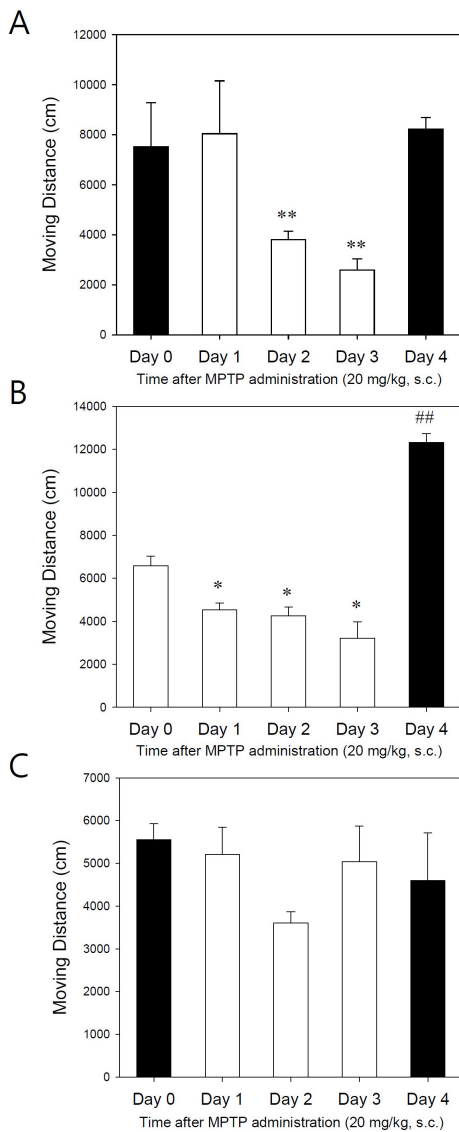 A
Moving Distance (cm)
12000
10000
8000
6000
4000
2000
0
**
**
Day 0 Day 1 Day 2 Day 3 Day 4
Time after MPTP administration (20 mg/kg, s.c.)
B
Moving Distance (cm)
14000
12000
10000
8000
6000
4000
2000
0
*
*
*
##
Day 0 Day 1 Day 2 Day 3 Day 4
Time after MPTP administration (20 mg/kg, s.c.)
C
Moving Distance (cm)
7000
6000
5000
4000
3000
2000
1000
0
Day 0 Day 1 Day 2 Day 3 Day 4
Time after MPTP administration (20 mg/kg, s.c.)